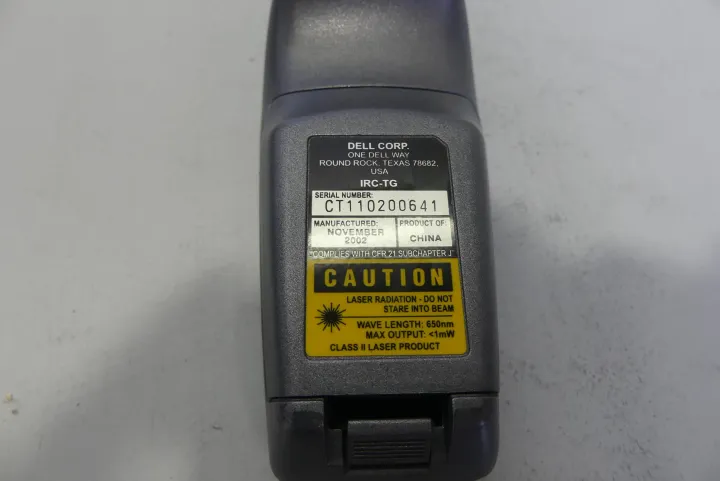 DELL CORP.
ONE DELL WAY
ROUND ROCK, TEXAS 78682,
USA
IRC-TG
SERIAL NUMBER:
CT110200641
MANUFACTURED:
NOVEMBER
2002
PRODUCT OF:
CHINA
*COMPLIES WITH CFR 21 SUBCHAPTER J*
CAUTION
LASER RADIATION - DO NOT
STARE INTO BEAM
WAVE LENGTH: 650nm
MAX OUTPUT: <1mW
CLASS II LASER PRODUCT